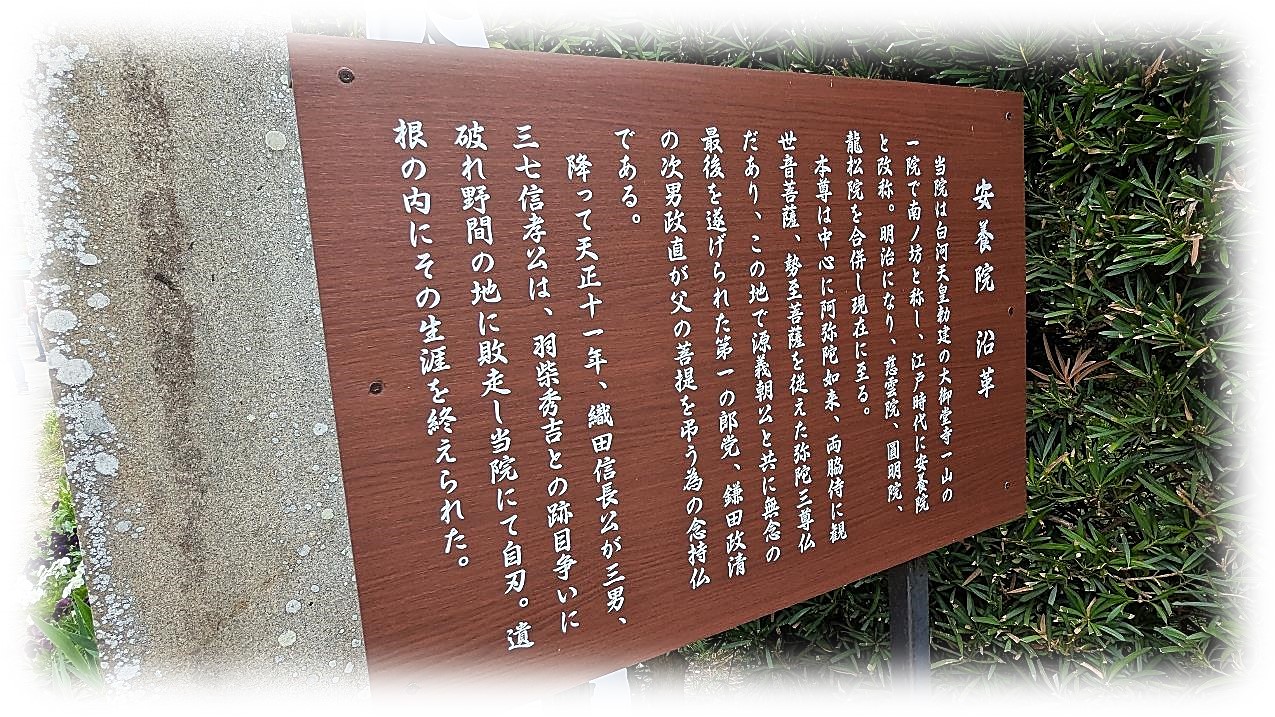 安養院 沿革
当院は白河天皇勅建の大御堂寺一山の
一院で南ノ坊と称し、江戸時代に安養院
と改称。明治になり、慈雲院、圓明院、
龍松院を合併し現在に至る。
本尊は中心に阿弥陀如来、両脇侍に観
世音菩薩、勢至菩薩を従えた弥陀三尊仏
だあり、この地で源義朝公と共に無念の
最後を遂げられた第一の郎党、鎌田政清
の次男政直が父の菩提を弔う為の念持仏
である。
降って天正十一年、織田信長公が三男、
三七信孝公は、羽柴秀吉との跡目争いに
破れ野間の地に敗走し当院にて自刃。遺
根の内にその生涯を終えられた。